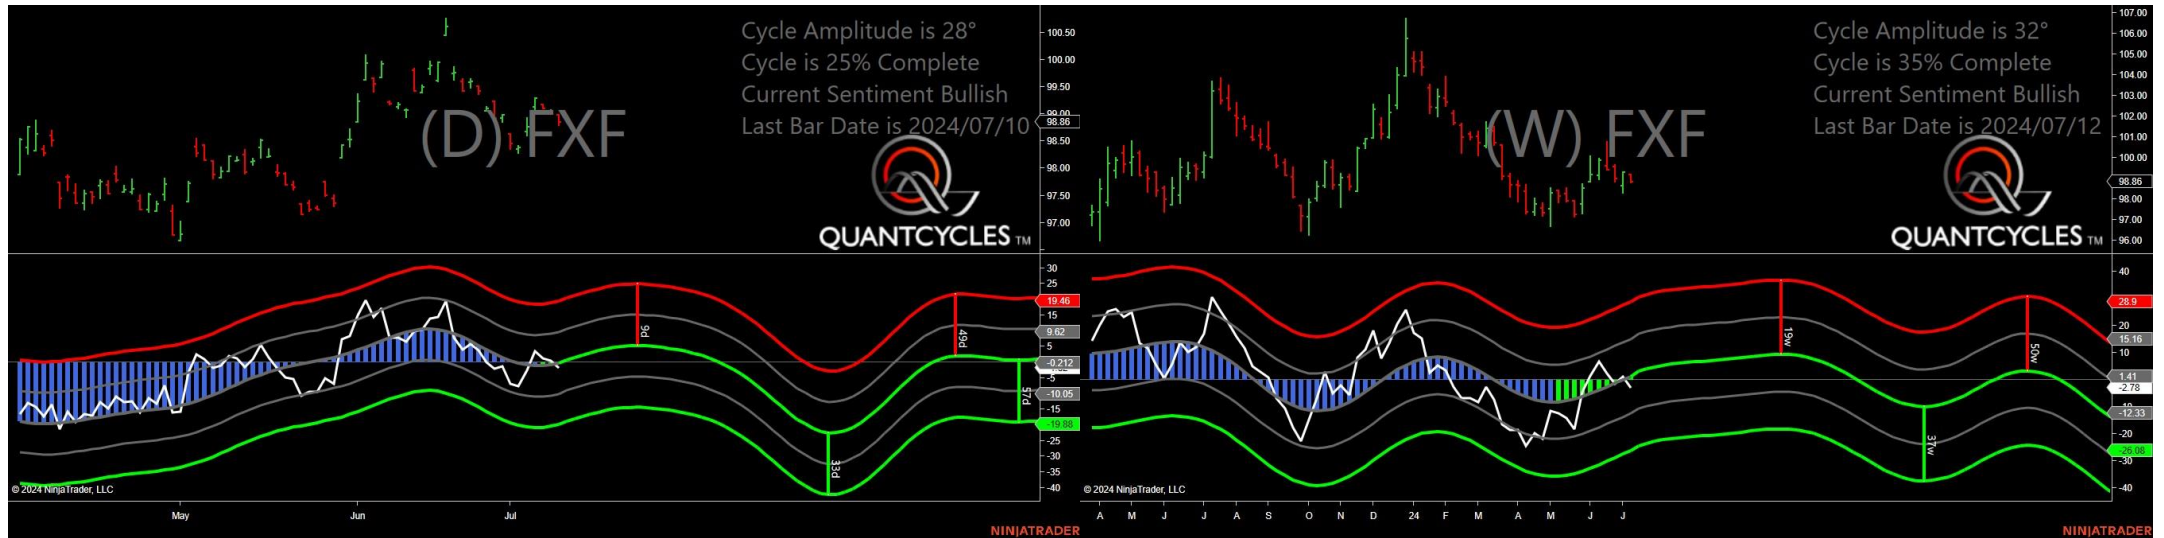 Cycle Amplitude is 28°
Cycle is 25% Complete
Current Sentiment Bullish
Last Bar Date is 2024/07/10
(D) FXF
QUANTCYCLES TM
100.50
100.00
99.50
99.00
98.86
98.50
98.00
97.50
97.00
30
25
19.46
15
9.62
5
-0.212
-5
-10.05
-15
-19.88
-25
-30
-35
-40
9d
33d
49d
57d
© 2024 NinjaTrader, LLC
May Jun Jul
NINJATRADER
Cycle Amplitude is 32°
Cycle is 35% Complete
Current Sentiment Bullish
Last Bar Date is 2024/07/12
(W) FXF
QUANTCYCLES TM
107.00
106.00
105.00
104.00
103.00
102.00
101.00
100.00
98.86
98.00
97.00
96.00
40
28.9
20
15.16
10
1.41
-2.78
-12.33
-20
-26.08
-30
-40
19w
37w
50w
© 2024 NinjaTrader, LLC
A M J J A S O N D 24 F M A M J J
NINJATRADER